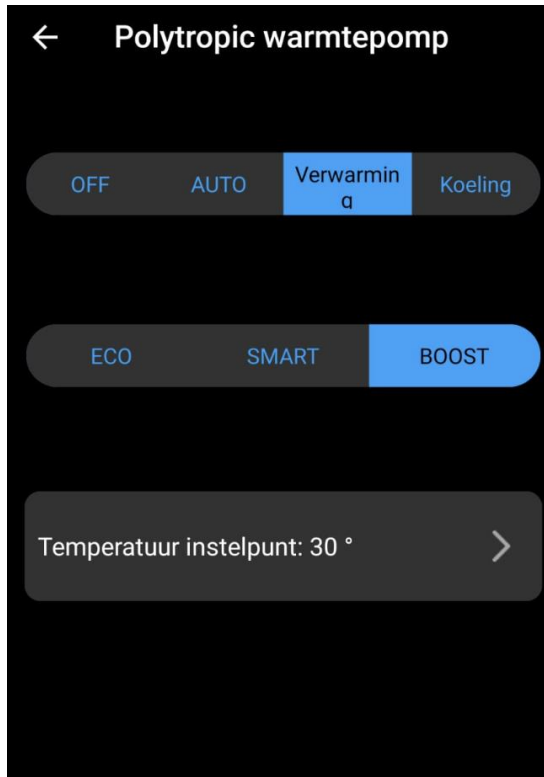 Polytropic warmtepomp
OFF
AUTO
Verwarmin
g
Koeling
ECO
SMART
BOOST
Temperatuur instelpunt: 30 °